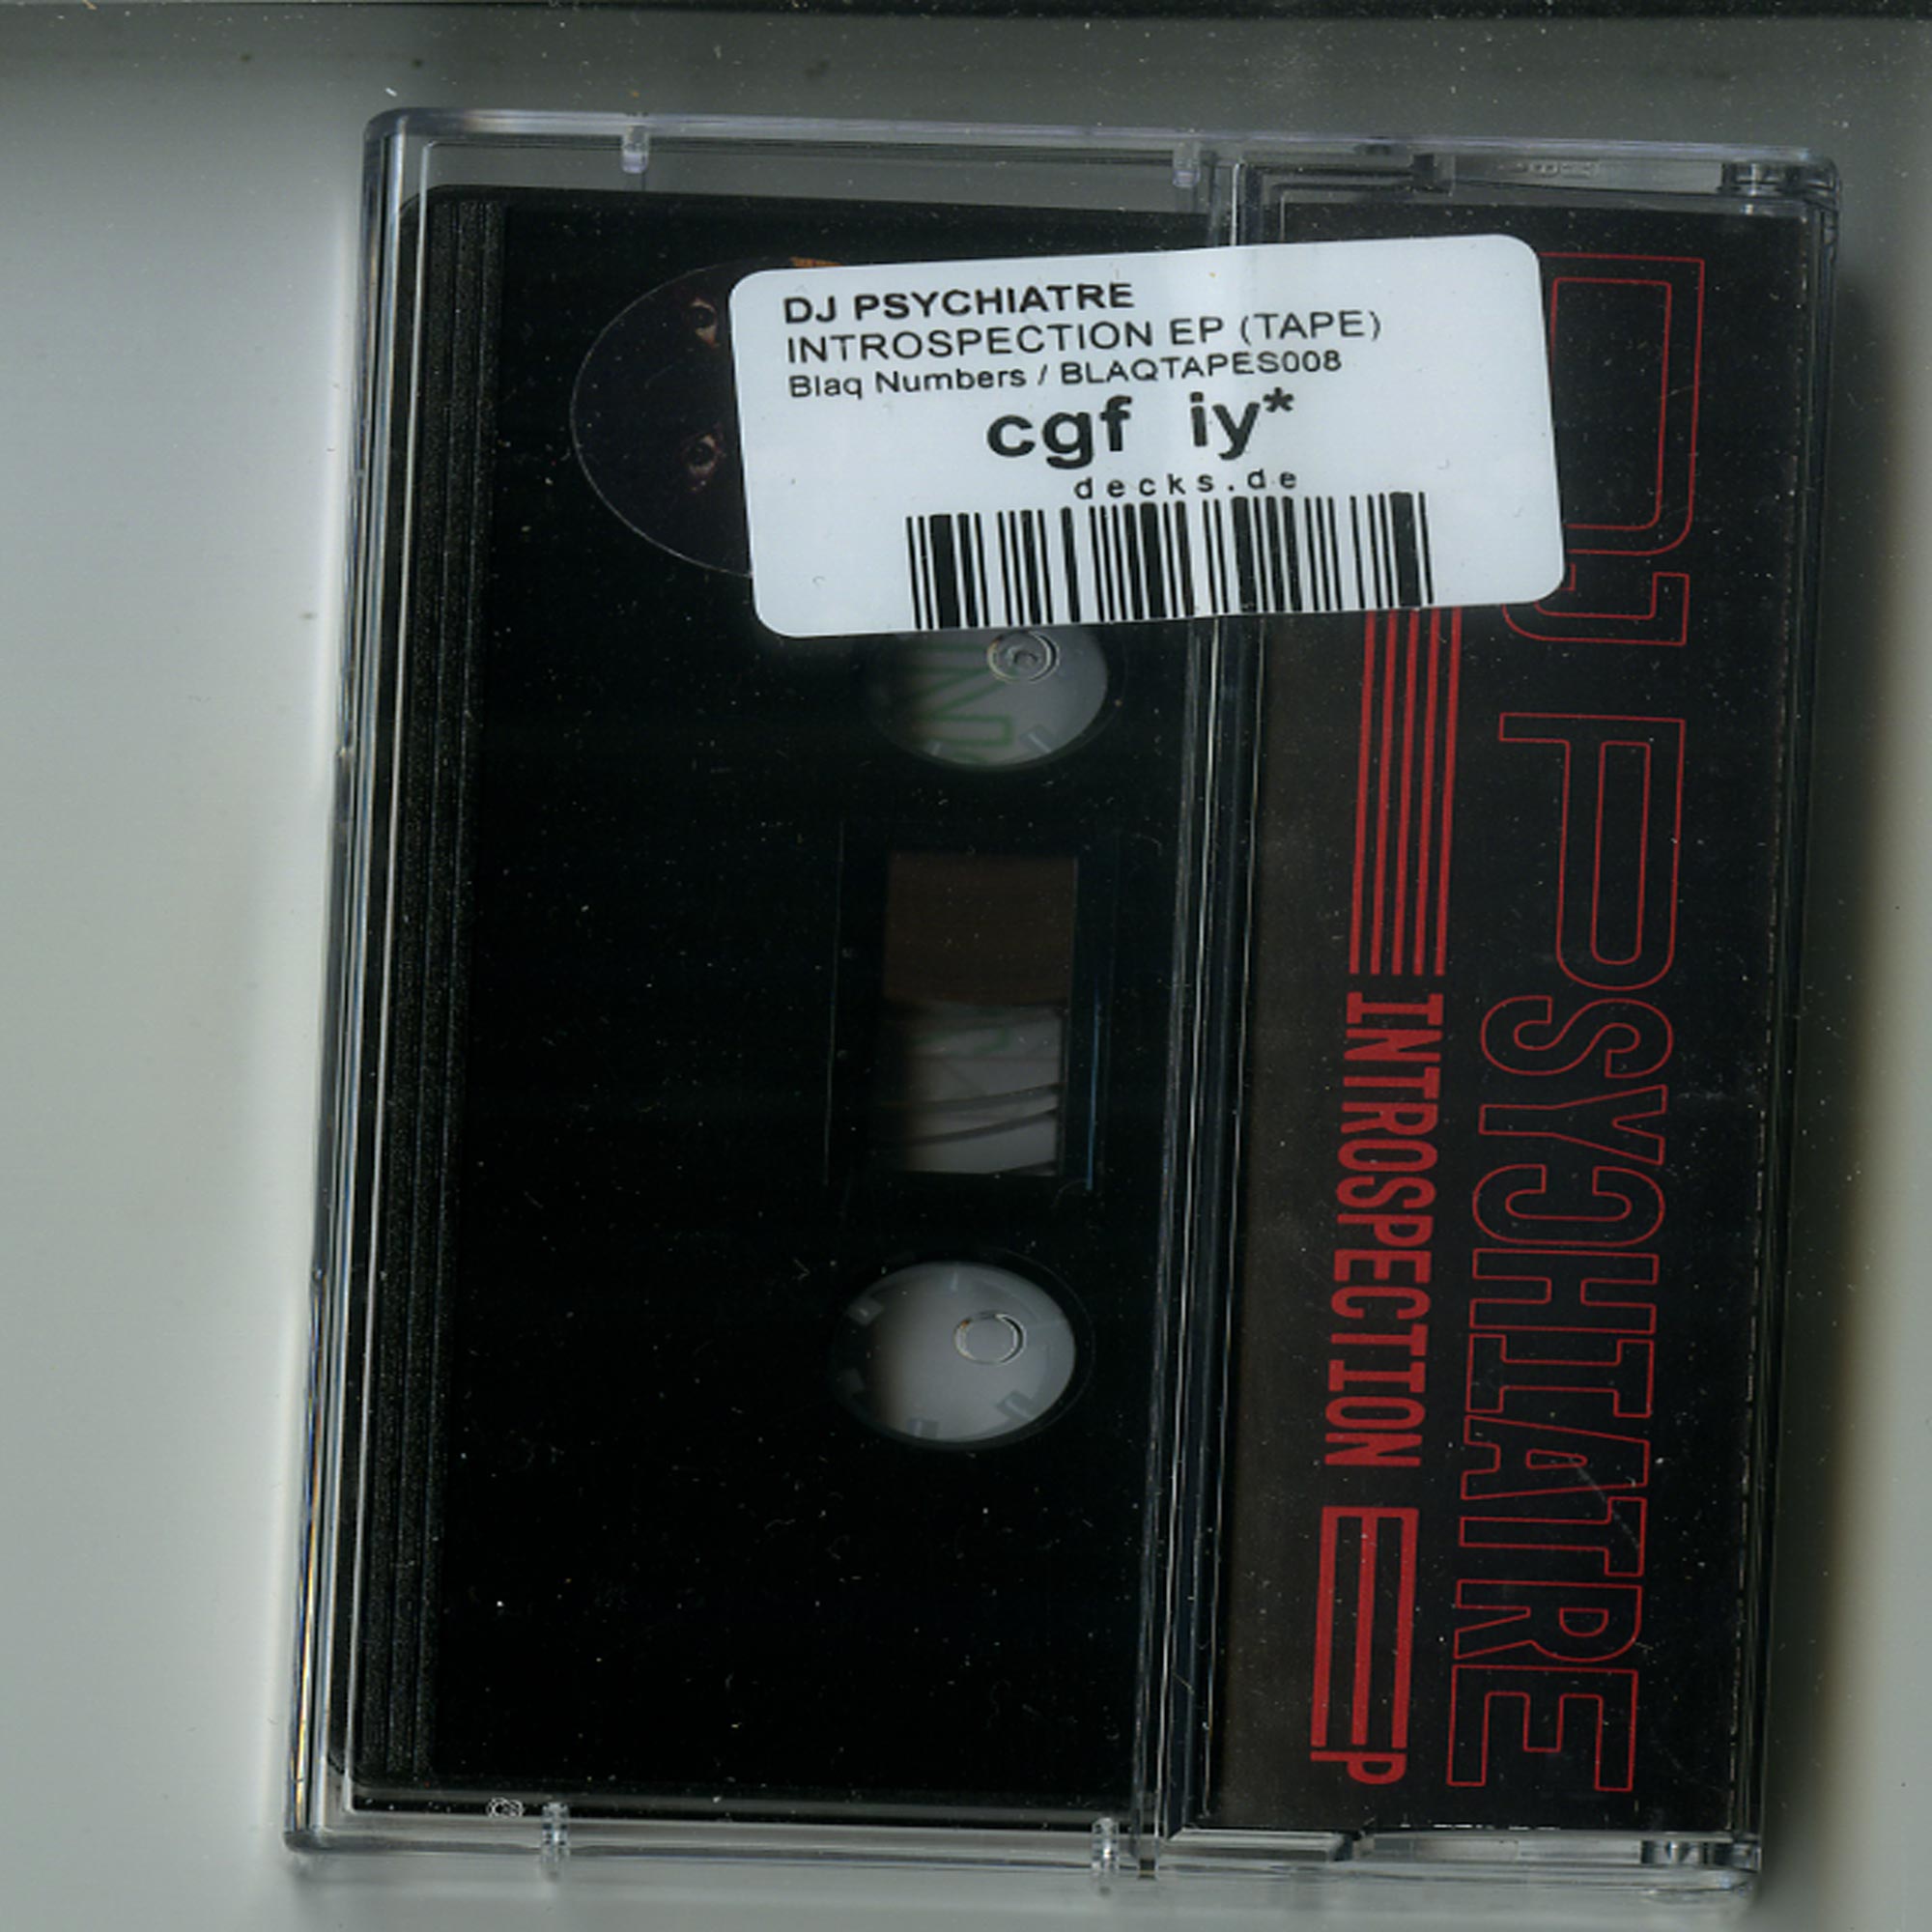 DJ PSYCHIATRE
INTROSPECTION EP (TAPE)
Blaq Numbers / BLAQTAPES008
cgf iy*
decks.de
DJ PSYCHIATRE
INTROSPECTION EP